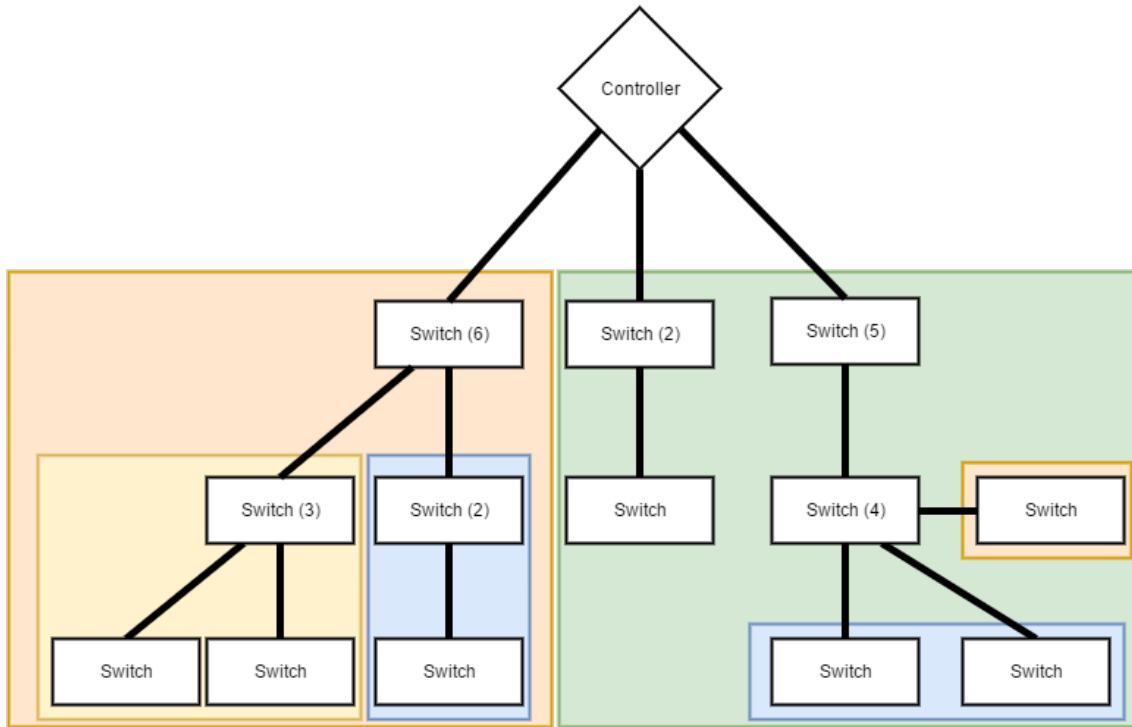 Controller
Switch (6)
Switch (2)
Switch (5)
Switch (3)
Switch (2)
Switch
Switch (4)
Switch
Switch
Switch
Switch
Switch
Switch